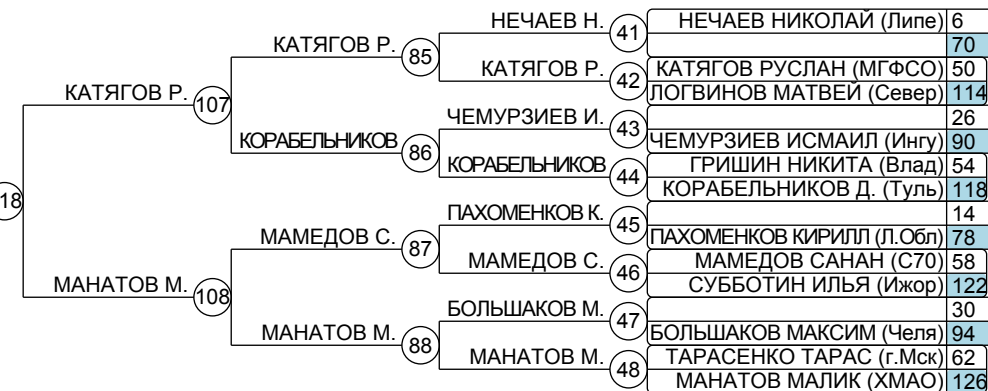 НЕЧАЕВ Н. 41 НЕЧАЕВ НИКОЛАЙ (Липе) 6
КАТЯГОВ Р. 85 70
КАТЯГОВ Р. 42 КАТЯГОВ РУСЛАН (МГФСО) 50
КАТЯГОВ Р. 107 ЛОГВИНОВ МАТВЕЙ (Север) 114
ЧЕМУРЗИЕВ И. 43 26
КОРАБЕЛЬНИКОВ 86 ЧЕМУРЗИЕВ ИСМАИЛ (Ингу) 90
КОРАБЕЛЬНИКОВ 44 ГРИШИН НИКИТА (Влад) 54
КОРАБЕЛЬНИКОВ Д. (Туль) 118
18
ПАХОМЕНКОВ К. 45 14
МАМЕДОВ С. 87 ПАХОМЕНКОВ КИРИЛЛ (Л.Обл) 78
МАМЕДОВ С. 46 МАМЕДОВ САНАН (С70) 58
МАНАТОВ М. 108 СУББОТИН ИЛЬЯ (Ижор) 122
БОЛЬШАКОВ М. 47 30
МАНАТОВ М. 88 БОЛЬШАКОВ МАКСИМ (Челя) 94
МАНАТОВ М. 48 ТАРАСЕНКО ТАРАС (г.Мск) 62
МАНАТОВ МАЛИК (ХМАО) 126